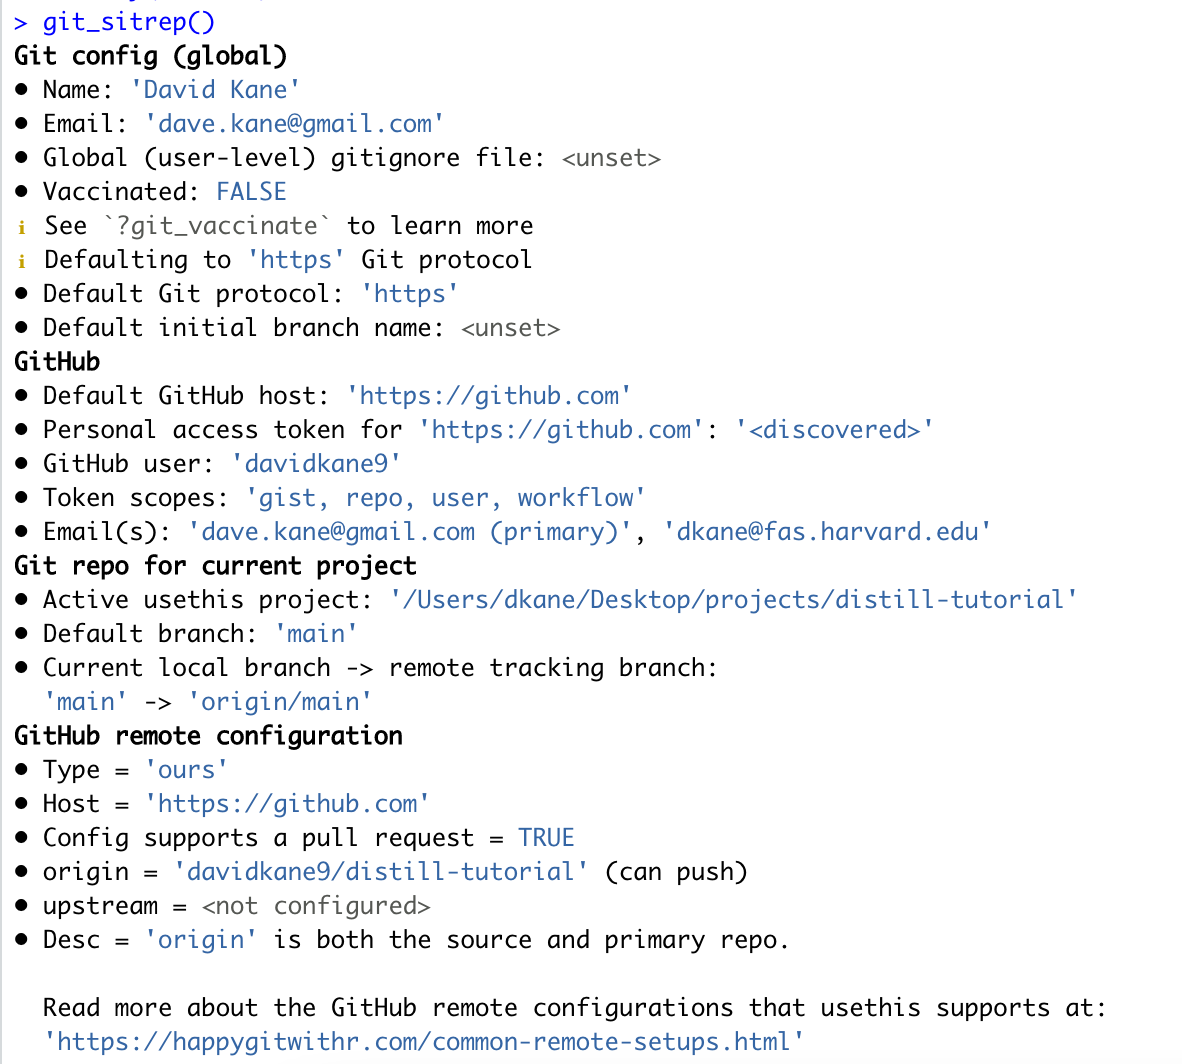 > git_sitrep()
Git config (global)
• Name: 'David Kane'
• Email: 'dave.kane@gmail.com'
• Global (user-level) gitignore file: <unset>
• Vaccinated: FALSE
ℹ See `?git_vaccinate` to learn more
ℹ Defaulting to 'https' Git protocol
• Default Git protocol: 'https'
• Default initial branch name: <unset>
GitHub
• Default GitHub host: 'https://github.com'
• Personal access token for 'https://github.com': '<discovered>'
• GitHub user: 'davidkane9'
• Token scopes: 'gist, repo, user, workflow'
• Email(s): 'dave.kane@gmail.com (primary)', 'dkane@fas.harvard.edu'
Git repo for current project
• Active usethis project: '/Users/dkane/Desktop/projects/distill-tutorial'
• Default branch: 'main'
• Current local branch -> remote tracking branch:
'main' -> 'origin/main'
GitHub remote configuration
• Type = 'ours'
• Host = 'https://github.com'
• Config supports a pull request = TRUE
• origin = 'davidkane9/distill-tutorial' (can push)
• upstream = <not configured>
• Desc = 'origin' is both the source and primary repo.
Read more about the GitHub remote configurations that usethis supports at:
'https://happygitwithr.com/common-remote-setups.html'